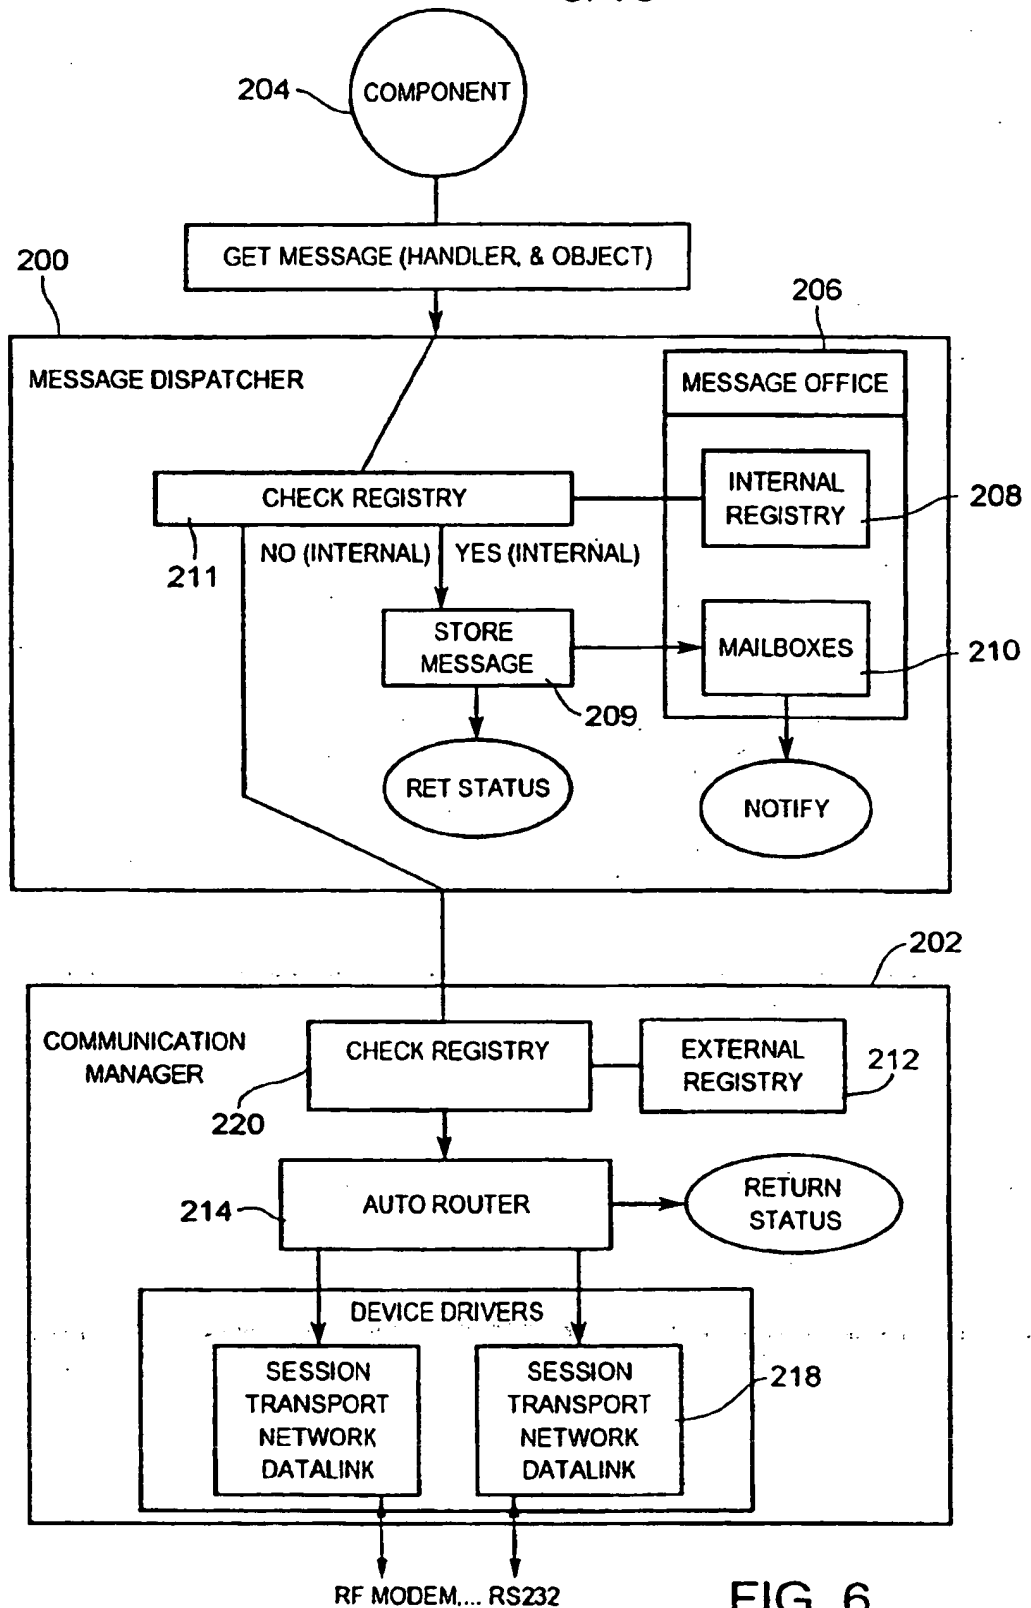 204
COMPONENT
GET MESSAGE (HANDLER, & OBJECT)
200
206
MESSAGE DISPATCHER
MESSAGE OFFICE
CHECK REGISTRY
INTERNAL
REGISTRY
208
211
NO (INTERNAL)
YES (INTERNAL)
STORE
MESSAGE
MAILBOXES
210
209
RET STATUS
NOTIFY
202
COMMUNICATION
MANAGER
CHECK REGISTRY
EXTERNAL
REGISTRY
212
220
214
AUTO ROUTER
RETURN
STATUS
DEVICE DRIVERS
SESSION
TRANSPORT
NETWORK
DATALINK
SESSION
TRANSPORT
NETWORK
DATALINK
218
RF MODEM,... RS232
FIG. 6